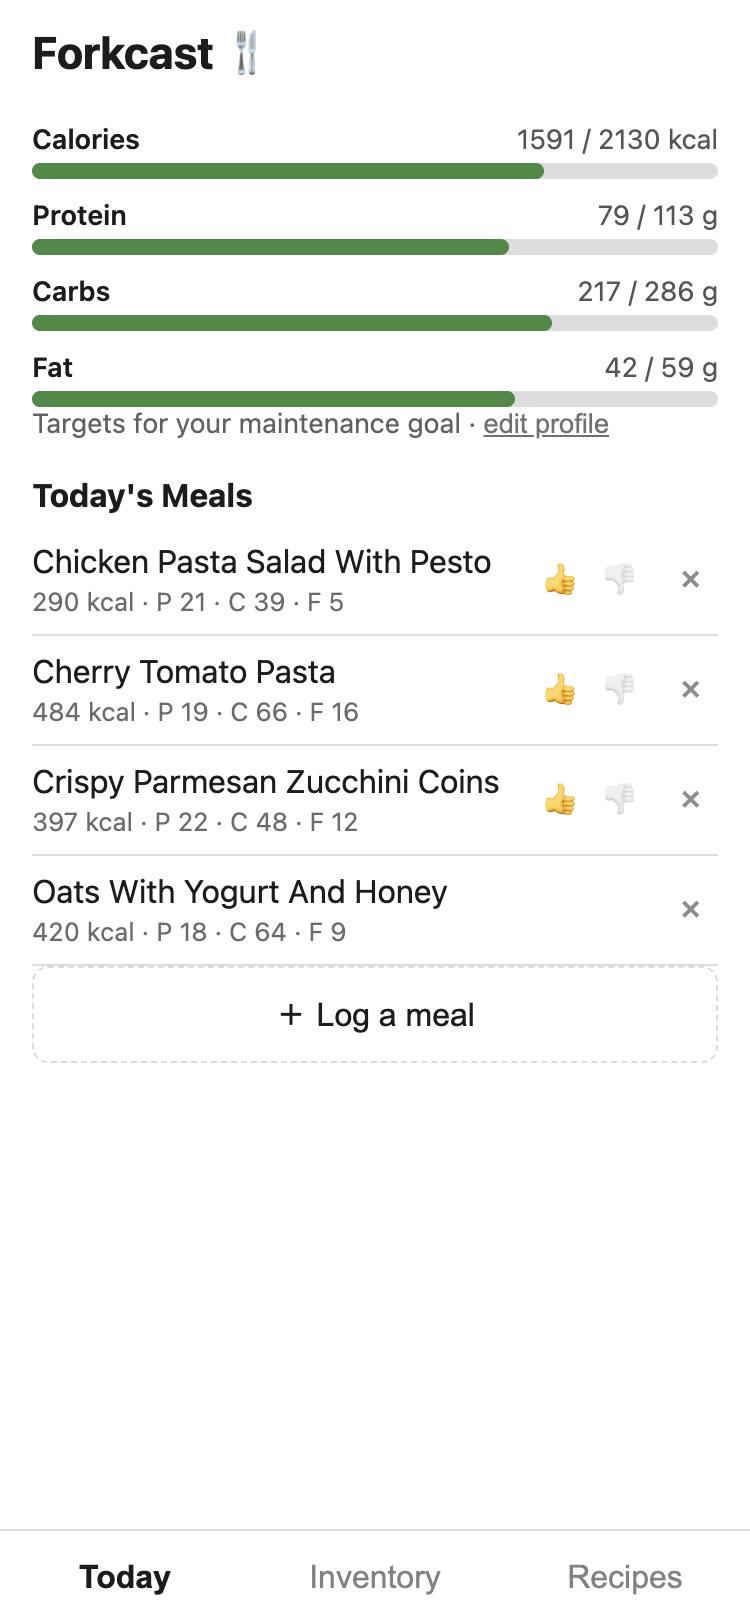 Forkcast 🍴
Calories 1591 / 2130 kcal
Protein 79 / 113 g
Carbs 217 / 286 g
Fat 42 / 59 g
Targets for your maintenance goal · edit profile
Today's Meals
Chicken Pasta Salad With Pesto 👍 👎 ×
290 kcal · P 21 · C 39 · F 5
Cherry Tomato Pasta 👍 👎 ×
484 kcal · P 19 · C 66 · F 16
Crispy Parmesan Zucchini Coins 👍 👎 ×
397 kcal · P 22 · C 48 · F 12
Oats With Yogurt And Honey ×
420 kcal · P 18 · C 64 · F 9
+ Log a meal
Today Inventory Recipes